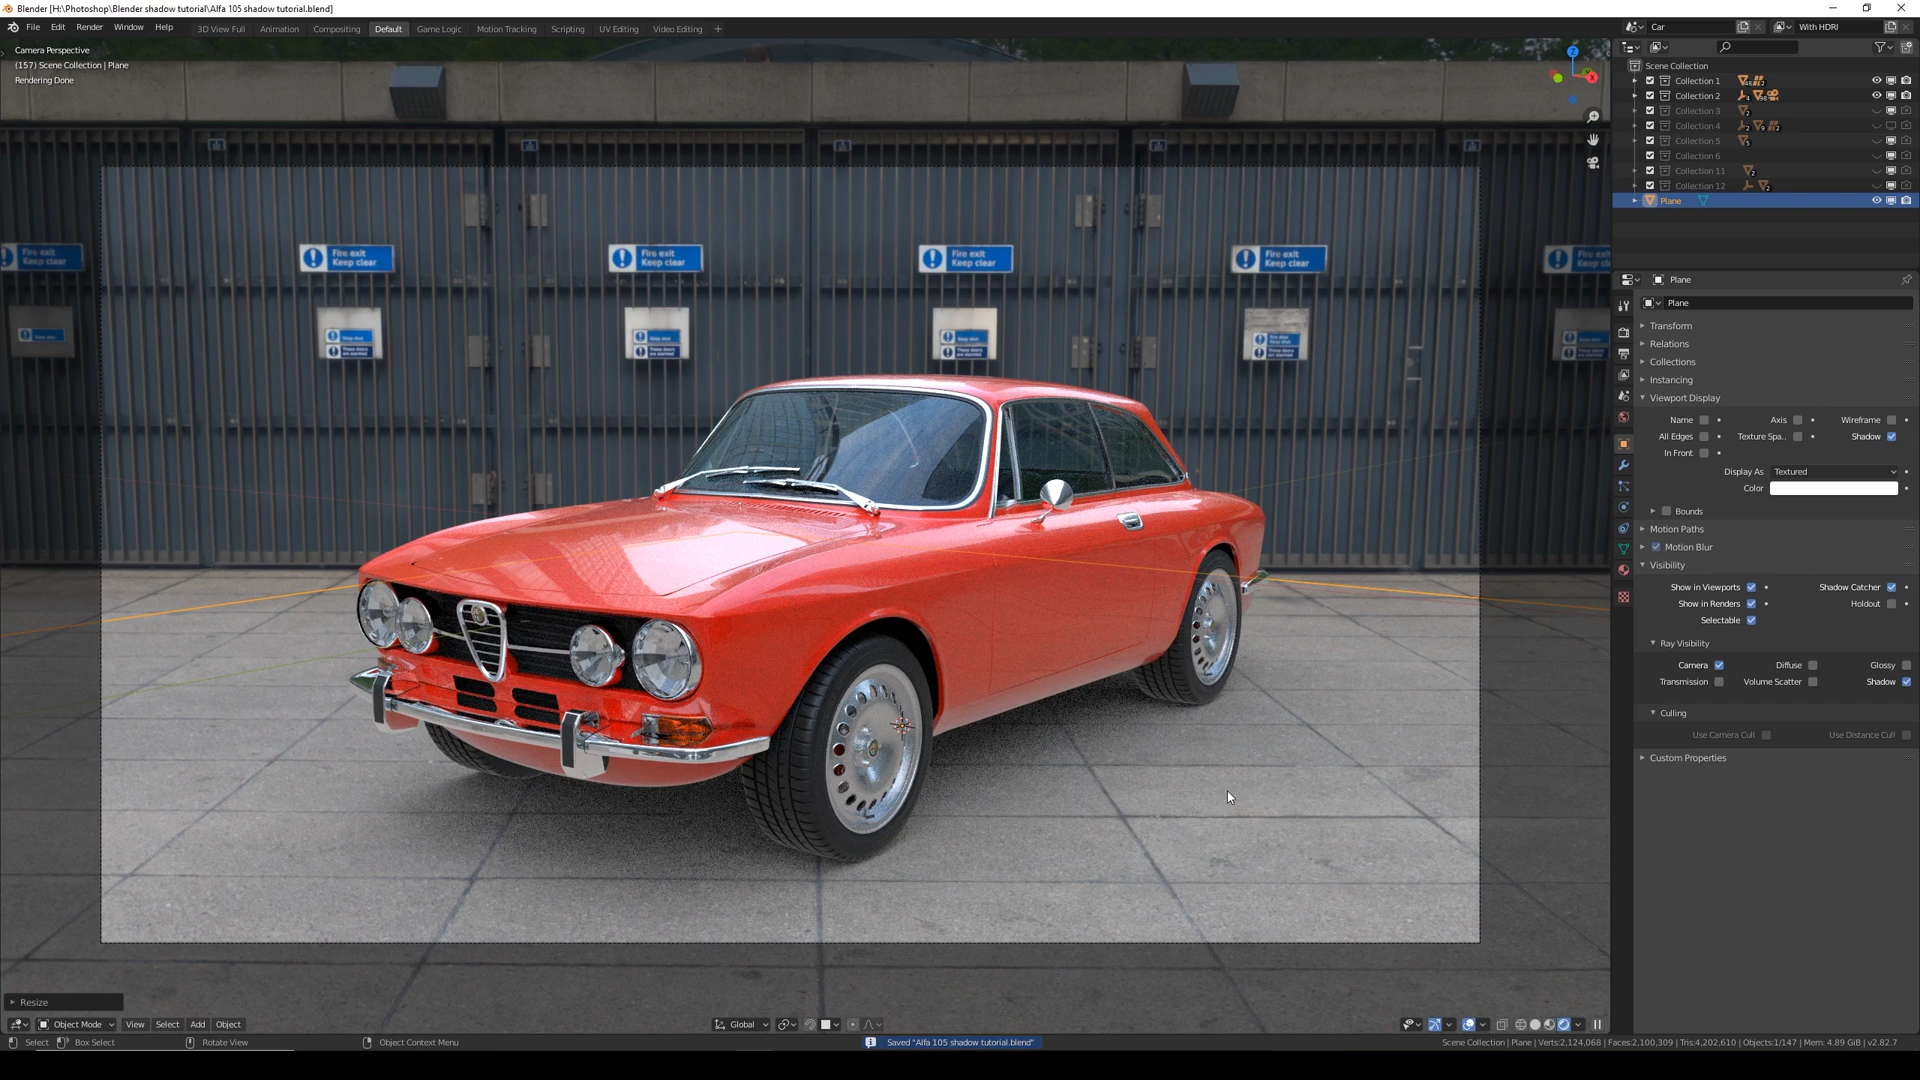 Blender [H:\Photoshop\Blender shadow tutorial\Alfa 105 shadow tutorial.blend]
File Edit Render Window Help
3D View Full Animation Compositing Default Game Logic Motion Tracking Scripting UV Editing Video Editing +
Car
With HDRI
Camera Perspective
(157) Scene Collection | Plane
Rendering Done
Z
X
Scene Collection
Collection 1
Collection 2
Collection 3
Collection 4
Collection 5
Collection 6
Collection 11
Collection 12
Plane
Plane
Plane
Transform
Relations
Collections
Instancing
Viewport Display
Name Axis Wireframe
All Edges Texture Spa.. Shadow
In Front
Display As Textured
Color
Bounds
Motion Paths
Motion Blur
Visibility
Show in Viewports Shadow Catcher
Show in Renders Holdout
Selectable
Ray Visibility
Camera Diffuse Glossy
Transmission Volume Scatter Shadow
Culling
Use Camera Cull Use Distance Cull
Custom Properties
Fire exit
Keep clear
Fire exit
Keep clear
Fire exit
Keep clear
Fire exit
Keep clear
Fire exit
Keep clear
Resize
Object Mode View Select Add Object
Global
Select Box Select Rotate View Object Context Menu
Saved "Alfa 105 shadow tutorial.blend"
Scene Collection | Plane | Verts:2,124,068 | Faces:2,100,309 | Tris:4,202,610 | Objects:1/147 | Mem: 4.89 GiB | v2.82.7